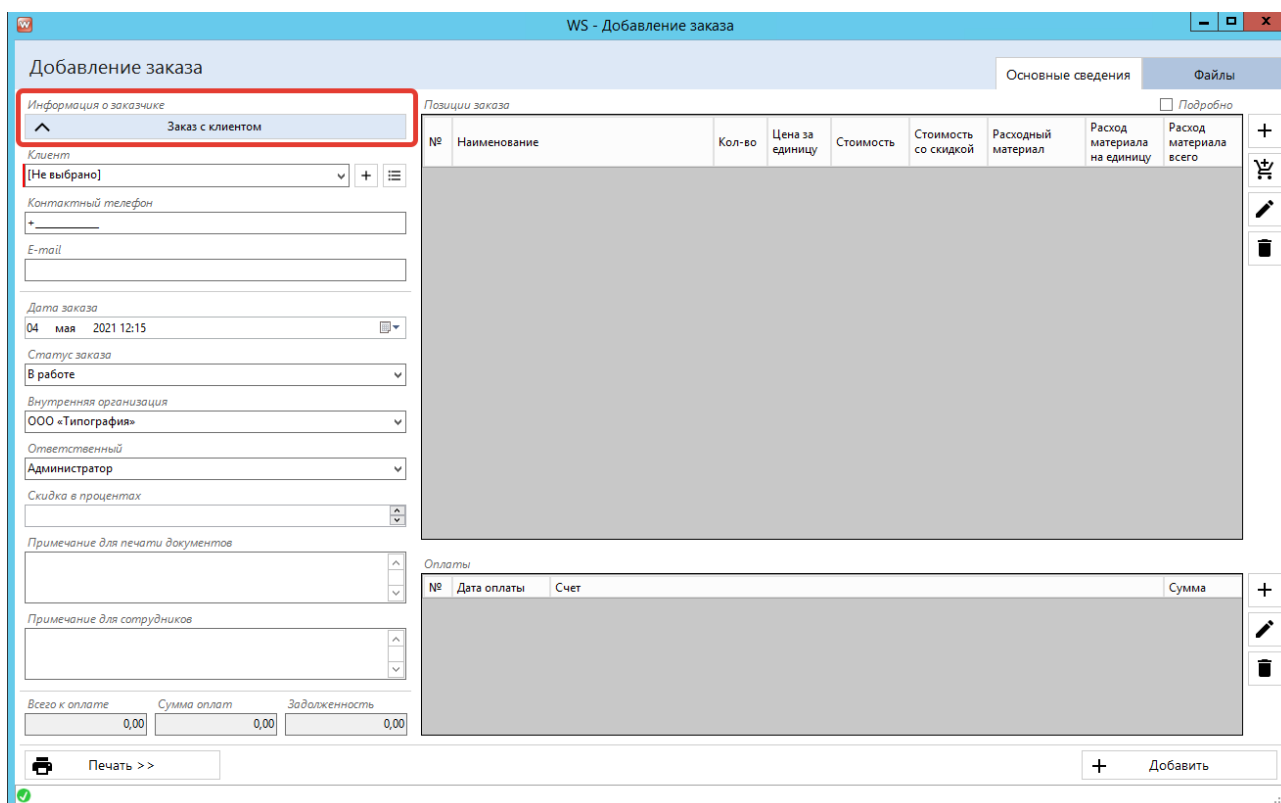 WS - Добавление заказа
Добавление заказа
Основные сведения
Файлы
Информация о заказчике
Заказ с клиентом
Клиент
[Не выбрано]
Контактный телефон
+__________
E-mail
Дата заказа
04 мая 2021 12:15
Статус заказа
В работе
Внутренняя организация
ООО «Типография»
Ответственный
Администратор
Скидка в процентах
Примечание для печати документов
Примечание для сотрудников
Всего к оплате
Сумма оплат
Задолженность
0,00
0,00
0,00
Позиции заказа
Подробно
№
Наименование
Кол-во
Цена за
единицу
Стоимость
Стоимость
со скидкой
Расходный
материал
Расход
материала
на единицу
Расход
материала
всего
Оплаты
№
Дата оплаты
Счет
Сумма
Печать >>
Добавить